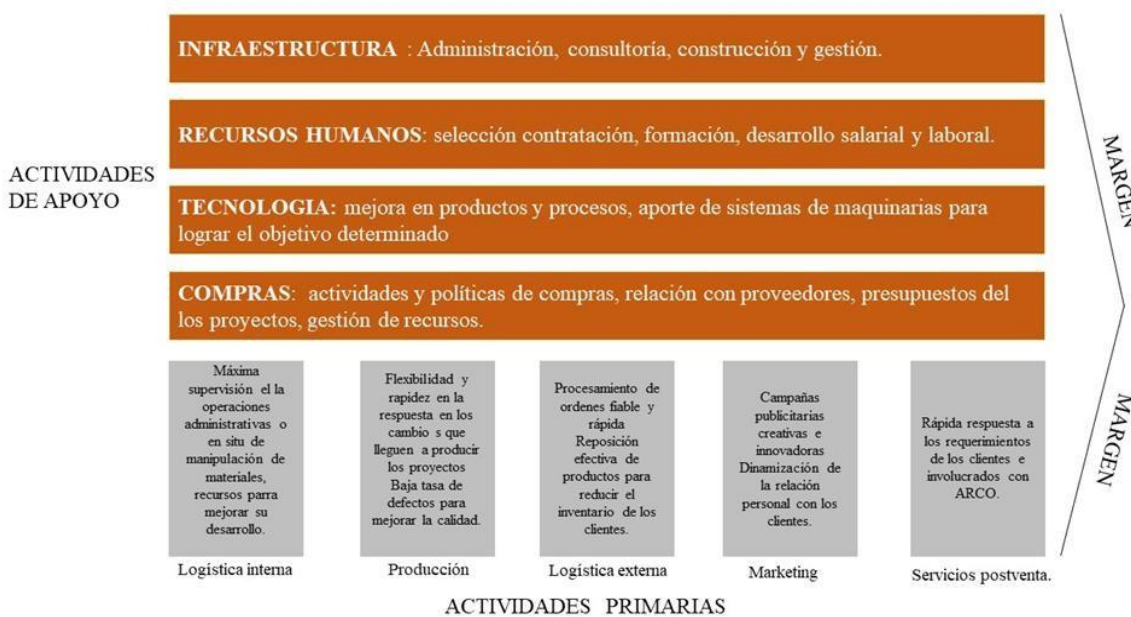 INFRAESTRUCTURA : Administración, consultoría, construcción y gestión.
RECURSOS HUMANOS: selección contratación, formación, desarrollo salarial y laboral.
ACTIVIDADES
DE APOYO
TECNOLOGIA: mejora en productos y procesos, aporte de sistemas de maquinarias para
lograr el objetivo determinado
COMPRAS: actividades y políticas de compras, relación con proveedores, presupuestos del
los proyectos, gestión de recursos.
MARGEN
MARGEN
Máxima
supervisión el la
operaciones
administrativas o
en situ de
manipulación de
materiales,
recursos parra
mejorar su
desarrollo.
Flexibilidad y
rapidez en la
respuesta en los
cambio s que
lleguen a producir
los proyectos
Baja tasa de
defectos para
mejorar la calidad.
Procesamiento de
ordenes fiable y
rápida
Reposición
efectiva de
productos para
reducir el
inventario de los
clientes.
Campañas
publicitarias
creativas e
innovadoras
Dinamización de
la relación
personal con los
clientes.
Rápida respuesta a
los requerimientos
de los clientes e
involucrados con
ARCO.
Logística interna
Producción
Logística externa
Marketing
Servicios postventa.
ACTIVIDADES PRIMARIAS